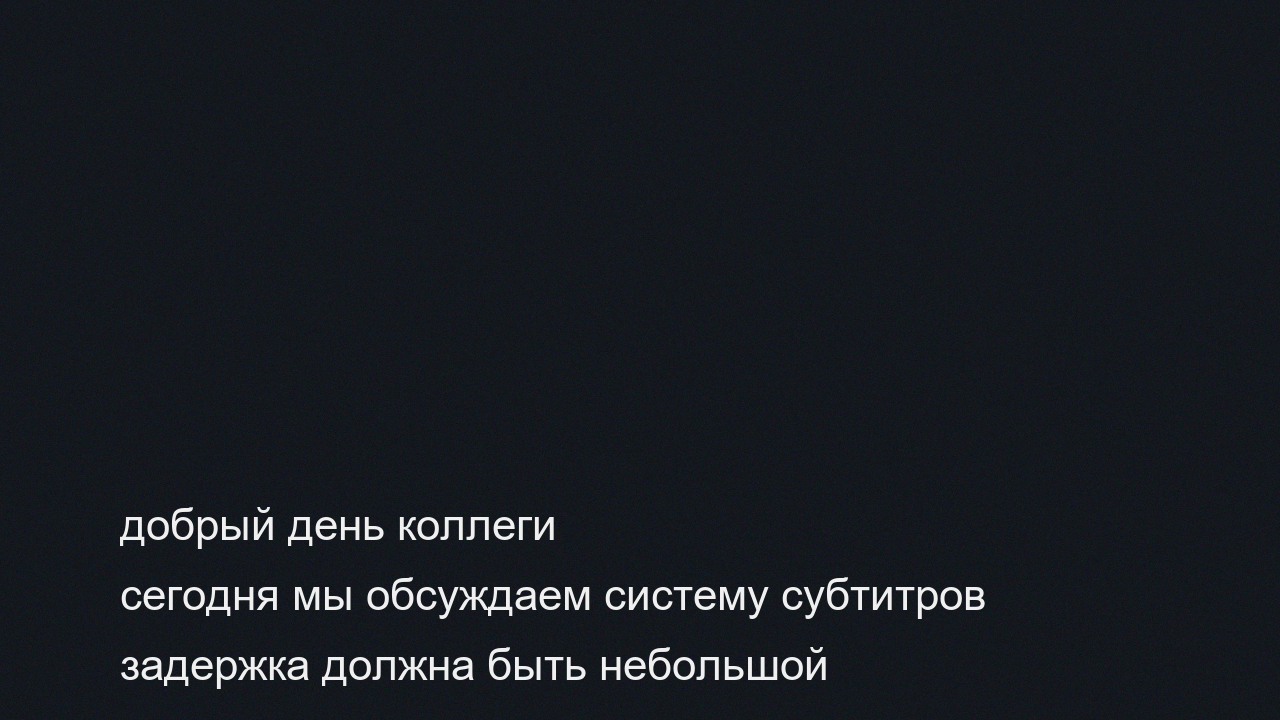 добрый день коллеги
сегодня мы обсуждаем систему субтитров
задержка должна быть небольшой